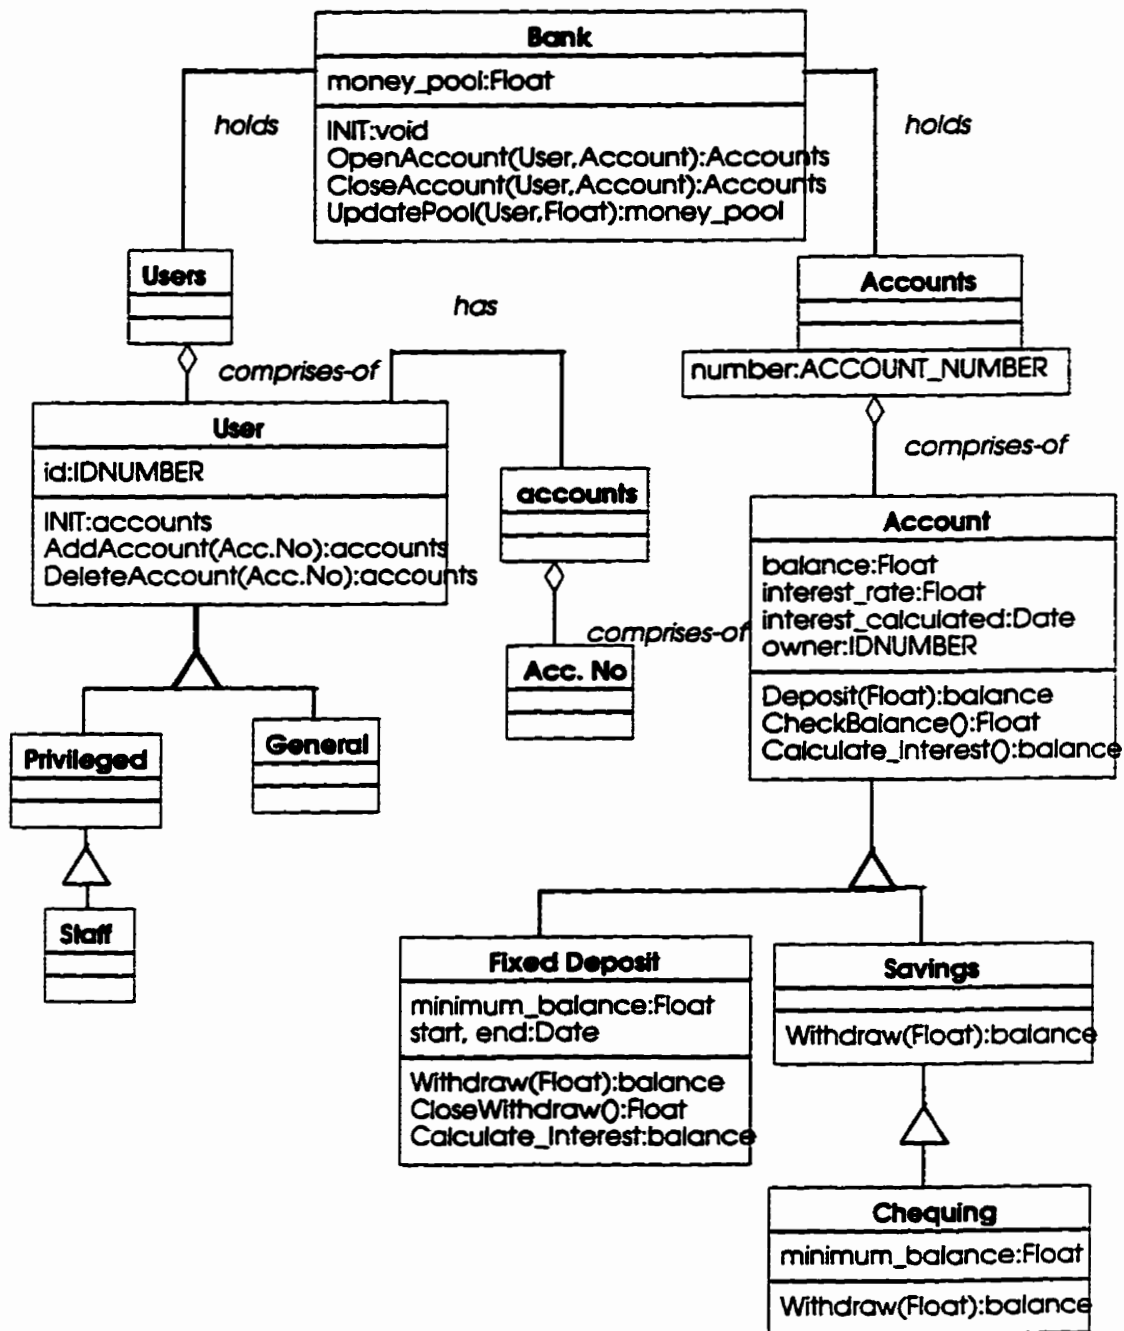 Bank
money_pool:Float
INIT:void
OpenAccount(User,Account):Accounts
CloseAccount(User,Account):Accounts
UpdatePool(User,Float):money_pool
holds
holds
Users
has
Accounts
number:ACCOUNT_NUMBER
comprises-of
comprises-of
User
id:IDNUMBER
INIT:accounts
AddAccount(Acc.No):accounts
DeleteAccount(Acc.No):accounts
accounts
comprises-of
Acc. No
Account
balance:Float
interest_rate:Float
interest_calculated:Date
owner:IDNUMBER
Deposit(Float):balance
CheckBalance():Float
Calculate_Interest():balance
Privileged
General
Staff
Fixed Deposit
minimum_balance:Float
start, end:Date
Withdraw(Float):balance
CloseWithdraw():Float
Calculate_Interest:balance
Savings
Withdraw(Float):balance
Chequing
minimum_balance:Float
Withdraw(Float):balance